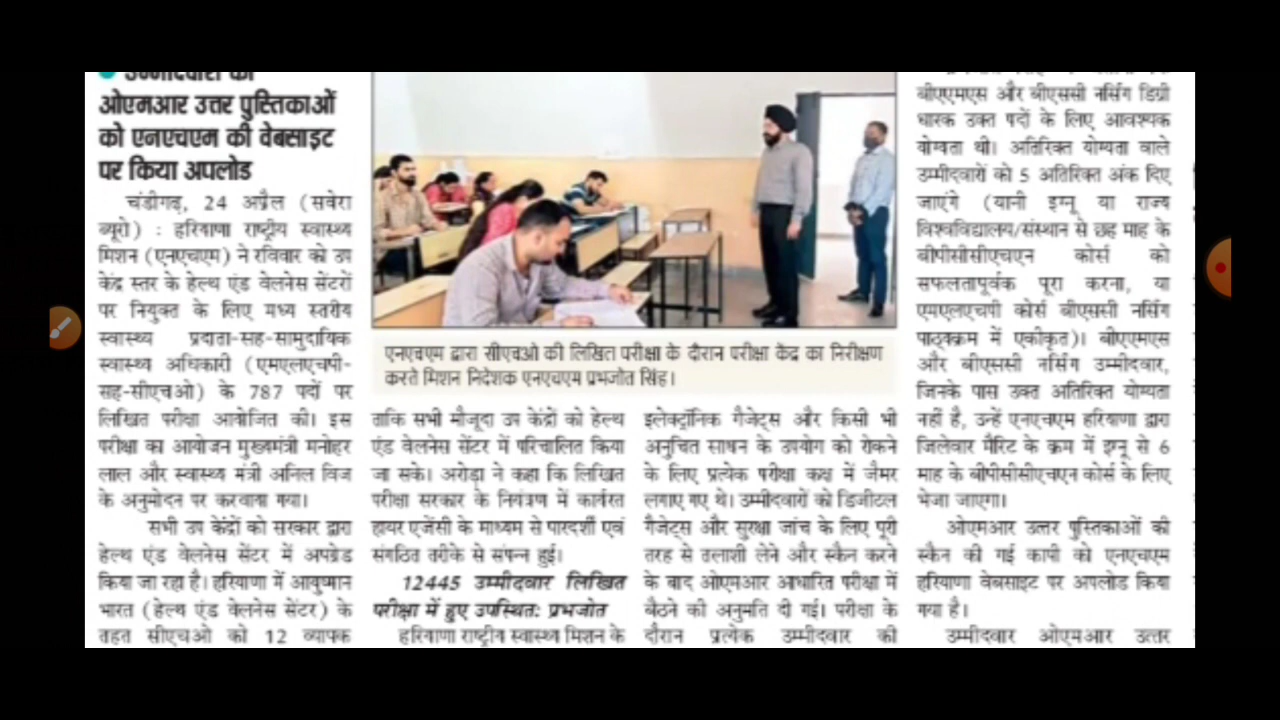 ओएमआर उत्तर पुस्तिकाओं
को एनएचएम की वेबसाइट
पर किया अपलोड
चंडीगढ़, 24 अप्रैल (सवेरा
ब्यूरो) : हरियाणा राष्ट्रीय स्वास्थ्य
मिशन (एनएचएम) ने रविवार को उप
केंद्र स्तर के हेल्थ एंड वेलनेस सेंटरों
पर नियुक्त के लिए मध्य स्तरीय
स्वास्थ्य प्रदाता-सह-सामुदायिक
स्वास्थ्य अधिकारी (एमएलएचपी-
सह-सीएचओ) के 787 पदों पर
लिखित परीक्षा आयोजित की। इस
परीक्षा का आयोजन मुख्यमंत्री मनोहर
लाल और स्वास्थ्य मंत्री अनिल विज
के अनुमोदन पर करवाया गया।
सभी उप केंद्रों को सरकार द्वारा
हेल्थ एंड वेलनेस सेंटर में अपग्रेड
किया जा रहा है। हरियाणा में आयुष्मान
भारत (हेल्थ एंड वेलनेस सेंटर) के
तहत सीएचओ को 12 व्यापक
एनएचएम द्वारा सीएचओ की लिखित परीक्षा के दौरान परीक्षा केंद्र का निरीक्षण
करते मिशन निदेशक एनएचएम प्रभजोत सिंह।
ताकि सभी मौजूदा उप केंद्रों को हेल्थ
एंड वेलनेस सेंटर में परिचालित किया
जा सके। अरोड़ा ने कहा कि लिखित
परीक्षा सरकार के नियंत्रण में कार्यरत
हायर एजेंसी के माध्यम से पारदर्शी एवं
संगठित तरीके से संपन्न हुई।
12445 उम्मीदवार लिखित
परीक्षा में हुए उपस्थित: प्रभजोत
हरियाणा राष्ट्रीय स्वास्थ्य मिशन के
इलेक्ट्रॉनिक गैजेट्स और किसी भी
अनुचित साधन के उपयोग को रोकने
के लिए प्रत्येक परीक्षा कक्ष में जैमर
लगाए गए थे। उम्मीदवारों को डिजीटल
गैजेट्स और सुरक्षा जांच के लिए पूरी
तरह से तलाशी लेने और स्कैन करने
के बाद ओएमआर आधारित परीक्षा में
बैठने की अनुमति दी गई। परीक्षा के
दौरान प्रत्येक उम्मीदवार की
बीएएमएस और बीएससी नर्सिंग डिग्री
धारक उक्त पदों के लिए आवश्यक
योग्यता थी। अतिरिक्त योग्यता वाले
उम्मीदवारों को 5 अतिरिक्त अंक दिए
जाएंगे (यानी इग्नू या राज्य
विश्वविद्यालय/संस्थान से छह माह के
बीपीसीसीएचएन कोर्स को
सफलतापूर्वक पूरा करना, या
एमएलएचपी कोर्स बीएससी नर्सिंग
पाठ्यक्रम में एकीकृत)। बीएएमएस
और बीएससी नर्सिंग उम्मीदवार,
जिनके पास उक्त अतिरिक्त योग्यता
नहीं है, उन्हें एनएचएम हरियाणा द्वारा
जिलेवार मैरिट के क्रम में इग्नू से 6
माह के बीपीसीसीएचएन कोर्स के लिए
भेजा जाएगा।
ओएमआर उत्तर पुस्तिकाओं की
स्कैन की गई कापी को एनएचएम
हरियाणा वेबसाइट पर अपलोड किया
गया है।
उम्मीदवार ओएमआर उत्तर